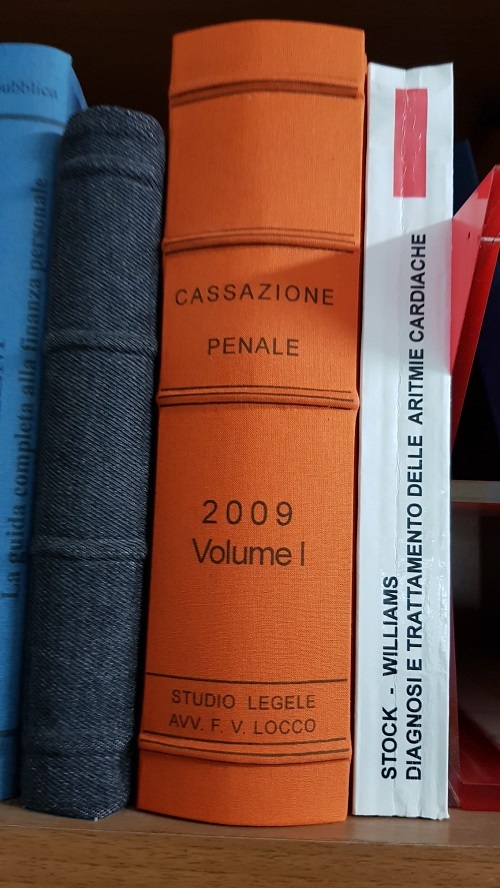 pubblica
La guida completa alla finanza personale
CASSAZIONE
PENALE
2009
Volume I
STUDIO LEGELE
AVV. F. V. LOCCO
STOCK - WILLIAMS
DIAGNOSI E TRATTAMENTO DELLE ARITMIE CARDIACHE